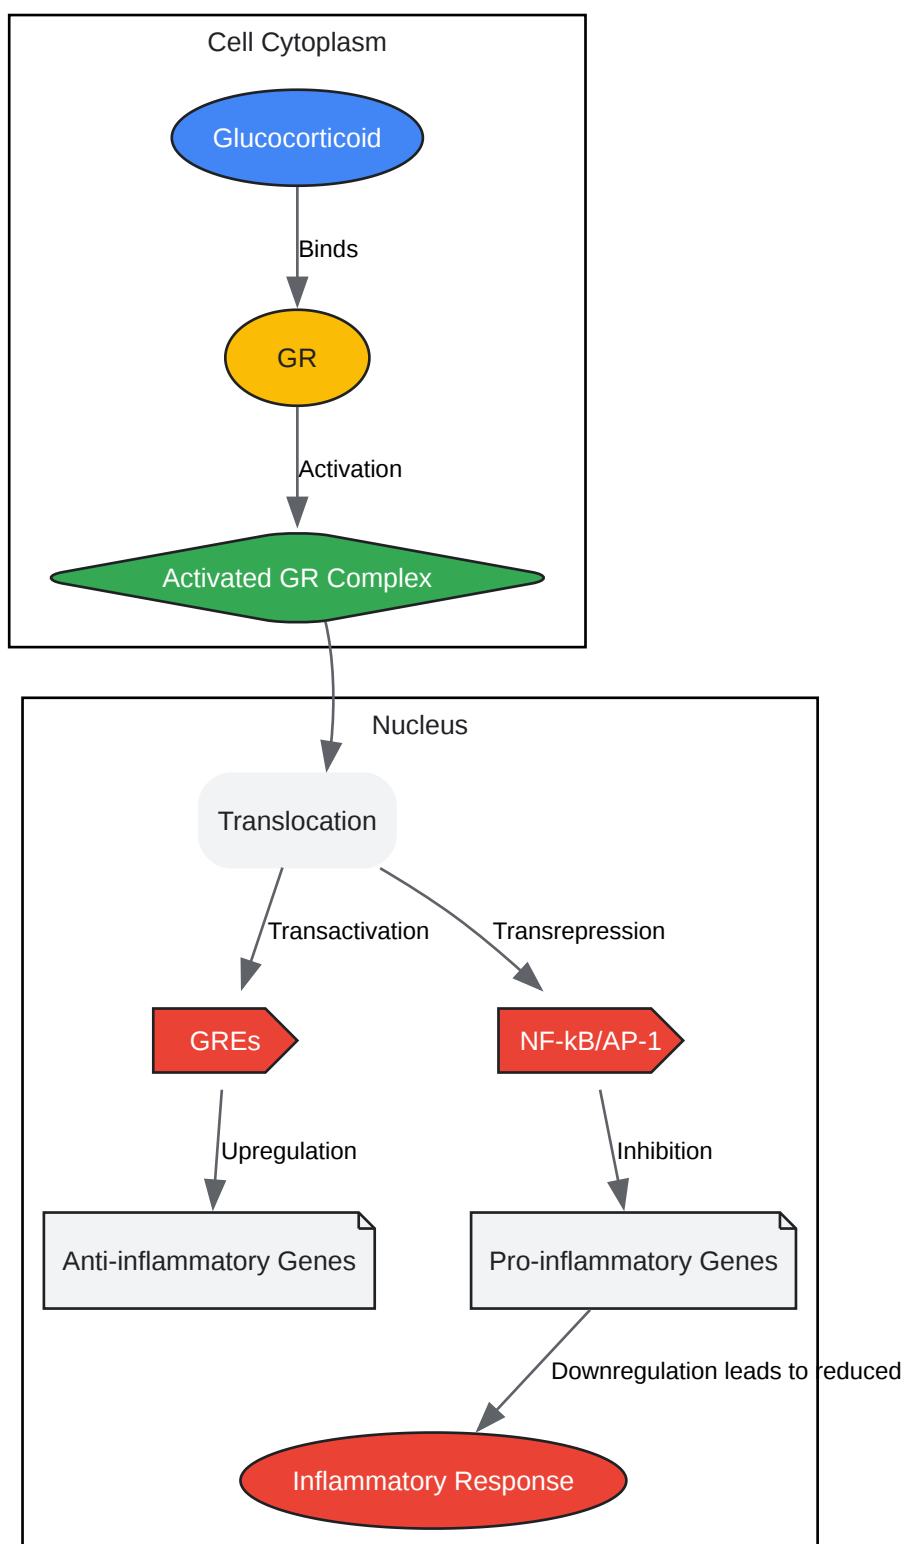 Cell Cytoplasm
Glucocorticoid
Binds
GR
Activation
Activated GR Complex
Nucleus
Translocation
Transactivation
Transrepression
GREs
NF-kB/AP-1
Upregulation
Inhibition
Anti-inflammatory Genes
Pro-inflammatory Genes
Downregulation leads to reduced
Inflammatory Response